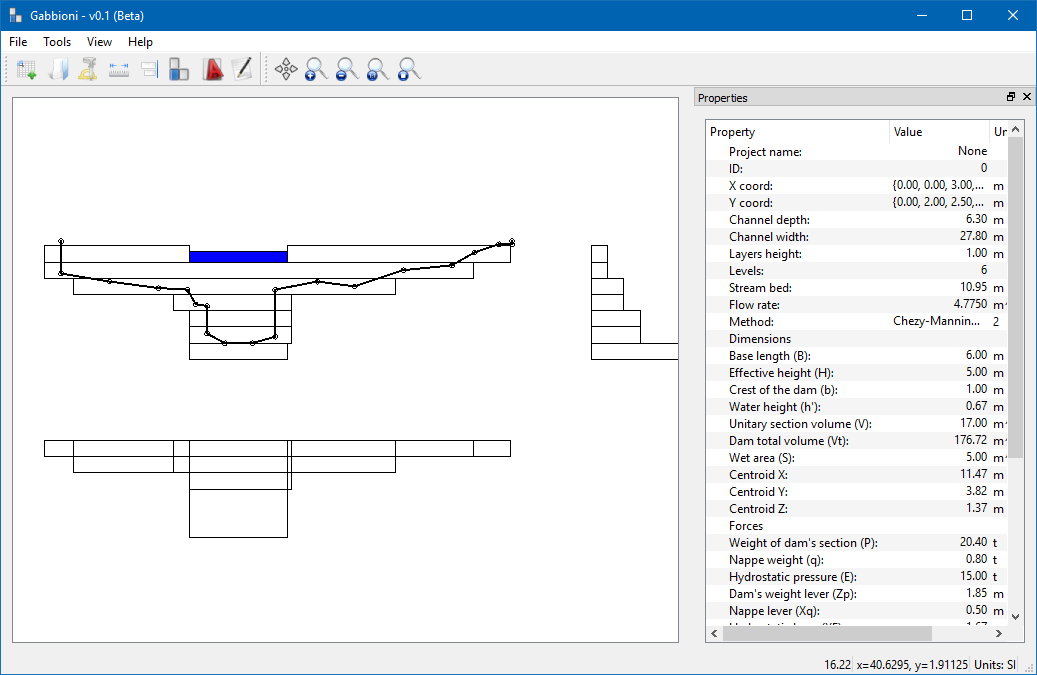 Gabbioni - v0.1 (Beta)
File Tools View Help
Properties
Property Value Un
Project name: None
ID: 0
X coord: {0.00, 0.00, 3.00,... m
Y coord: {0.00, 2.00, 2.50,... m
Channel depth: 6.30 m
Channel width: 27.80 m
Layers height: 1.00 m
Levels: 6
Stream bed: 10.95 m
Flow rate: 4.7750 m
Method: Chezy-Mannin... 2
Dimensions
Base length (B): 6.00 m
Effective height (H): 5.00 m
Crest of the dam (b): 1.00 m
Water height (h'): 0.67 m
Unitary section volume (V): 17.00 m
Dam total volume (Vt): 176.72 m
Wet area (S): 5.00 m
Centroid X: 11.47 m
Centroid Y: 3.82 m
Centroid Z: 1.37 m
Forces
Weight of dam's section (P): 20.40 t
Nappe weight (q): 0.80 t
Hydrostatic pressure (E): 15.00 t
Dam's weight lever (Zp): 1.85 m
Nappe lever (Xq): 0.50 m
16.22 x=40.6295, y=1.91125 Units: SI